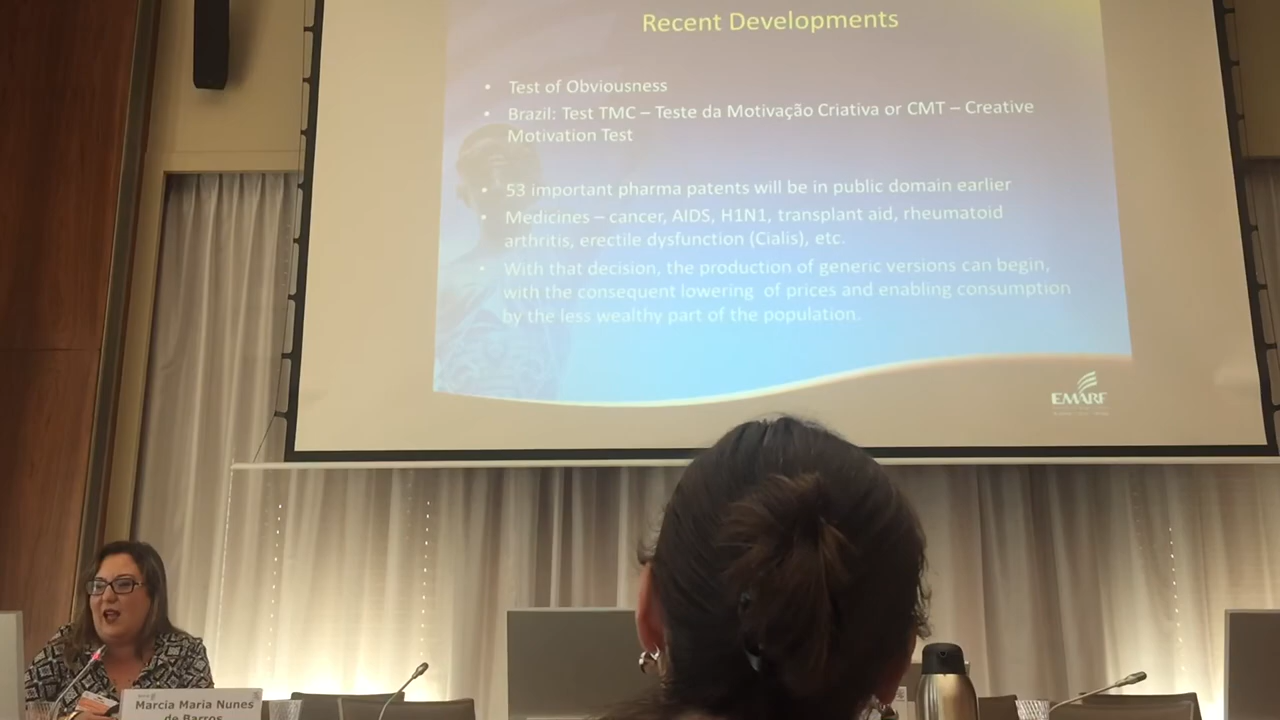 Recent Developments
• Test of Obviousness
• Brazil: Test TMC – Teste da Motivação Criativa or CMT – Creative
Motivation Test
• 53 important pharma patents will be in public domain earlier
• Medicines – cancer, AIDS, H1N1, transplant aid, rheumatoid
arthritis, erectile dysfunction (Cialis), etc.
• With that decision, the production of generic versions can begin,
with the consequent lowering of prices and enabling consumption
by the less wealthy part of the population.
EMARF
Marcia Maria Nunes
de Barros